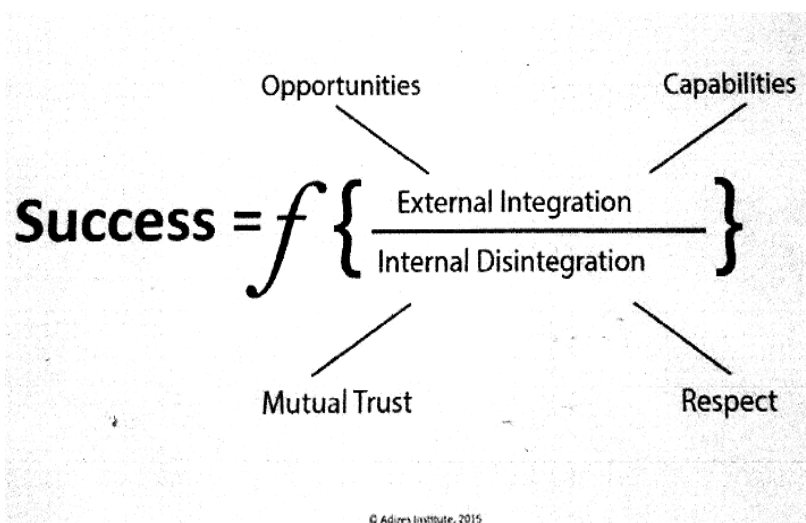 Opportunities Capabilities
Success = f { External Integration }
Internal Disintegration
Mutual Trust Respect
© Adizes Institute, 2015